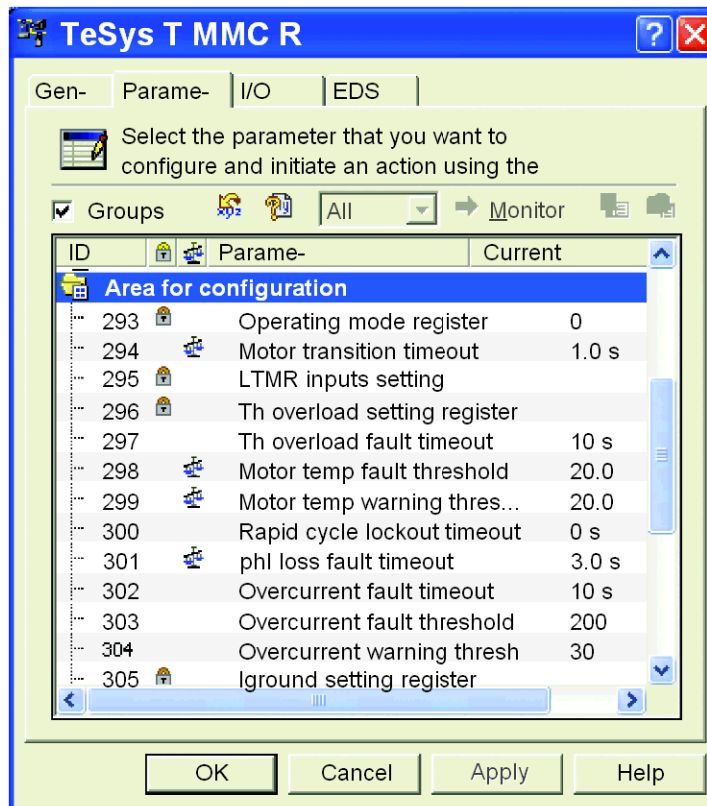 TeSys T MMC R
Gen- Parame- I/O EDS
Select the parameter that you want to
configure and initiate an action using the
Groups All Monitor
ID Parame- Current
Area for configuration
293 Operating mode register 0
294 Motor transition timeout 1.0 s
295 LTMR inputs setting
296 Th overload setting register
297 Th overload fault timeout 10 s
298 Motor temp fault threshold 20.0
299 Motor temp warning thres... 20.0
300 Rapid cycle lockout timeout 0 s
301 phl loss fault timeout 3.0 s
302 Overcurrent fault timeout 10 s
303 Overcurrent fault threshold 200
304 Overcurrent warning thresh 30
305 Iground setting register
OK Cancel Apply Help